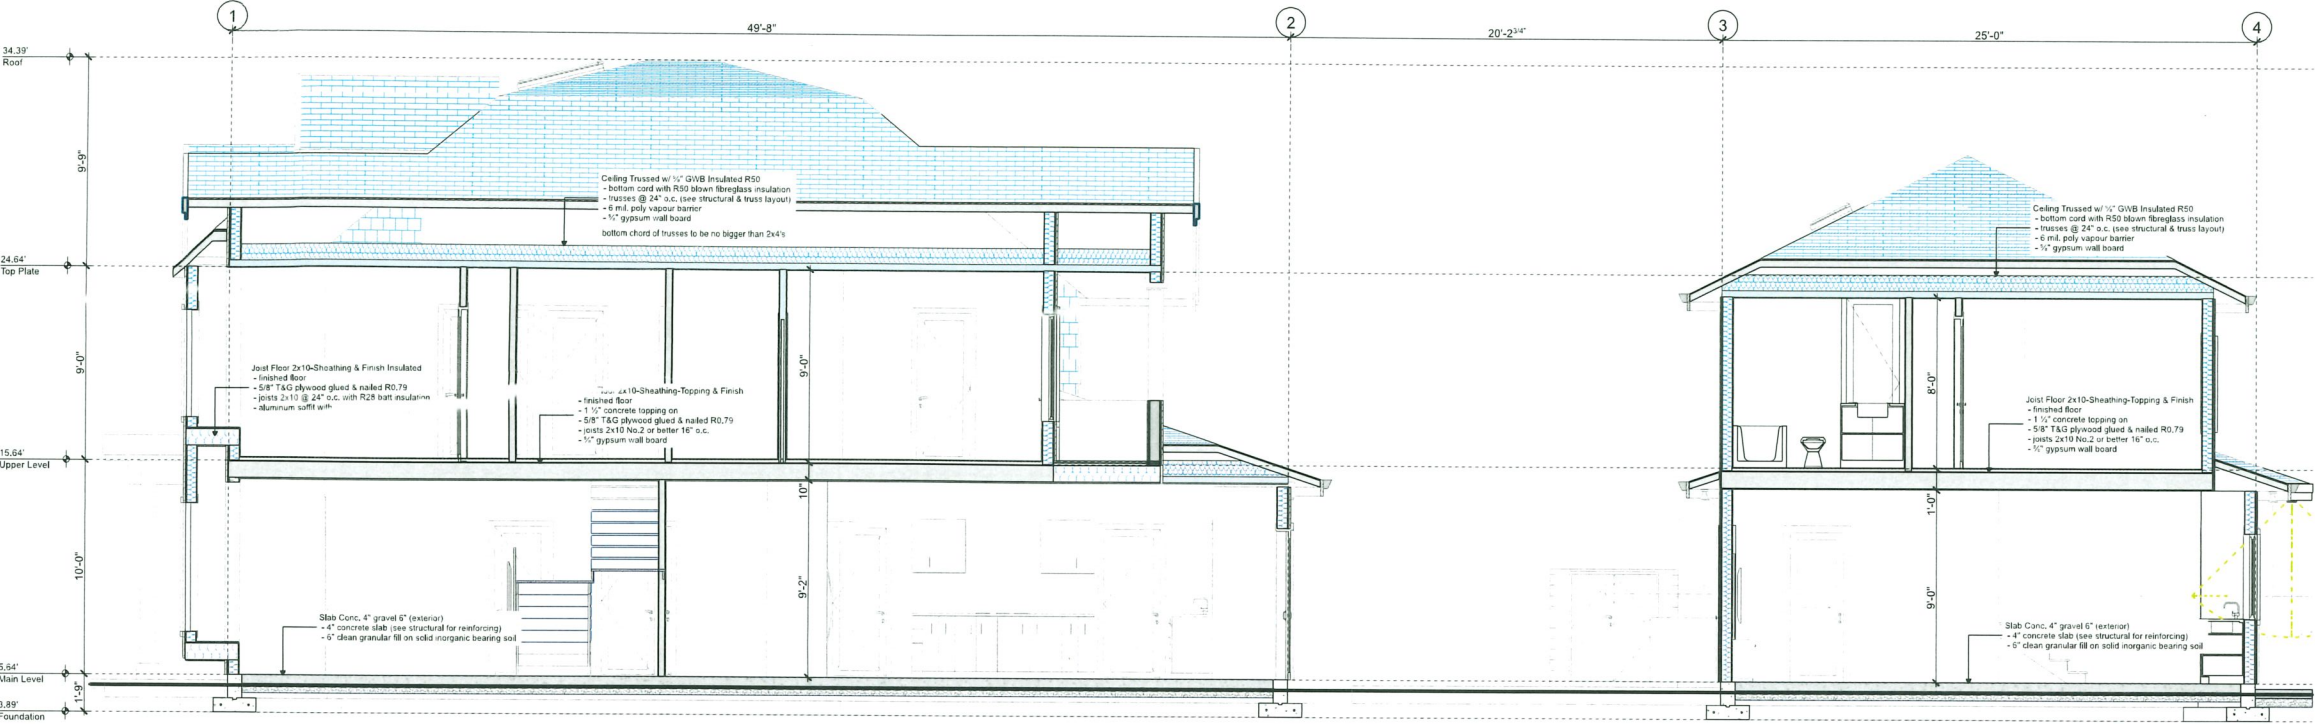 1
2
3
4
49'-8"
20'-2 3/4"
25'-0"
34.39'
Roof
9'-9"
Ceiling Trussed w/ ⅝" GWB Insulated R50
- bottom cord with R50 blown fibreglass insulation
- trusses @ 24" o.c. (see structural & truss layout)
- 6 mil. poly vapour barrier
- ⅝" gypsum wall board
bottom chord of trusses to be no bigger than 2x4's
Ceiling Trussed w/ ⅝" GWB Insulated R50
- bottom cord with R50 blown fibreglass insulation
- trusses @ 24" o.c. (see structural & truss layout)
- 6 mil. poly vapour barrier
- ⅝" gypsum wall board
24.64'
Top Plate
9'-0"
9'-0"
8'-0"
Joist Floor 2x10-Sheathing & Finish Insulated
- finished floor
- 5/8" T&G plywood glued & nailed R0.79
- joists 2x10 @ 24" o.c. with R28 batt insulation
- aluminum soffit with
2x10-Sheathing-Topping & Finish
- finished floor
- 1 ½" concrete topping on
- 5/8" T&G plywood glued & nailed R0.79
- joists 2x10 No.2 or better 16" o.c.
- ⅝" gypsum wall board
Joist Floor 2x10-Sheathing-Topping & Finish
- finished floor
- 1 ½" concrete topping on
- 5/8" T&G plywood glued & nailed R0.79
- joists 2x10 No.2 or better 16" o.c.
- ⅝" gypsum wall board
15.64'
Upper Level
10"
1'-0"
10'-0"
9'-2"
9'-0"
Slab Conc, 4" gravel 6" (exterior)
- 4" concrete slab (see structural for reinforcing)
- 6" clean granular fill on solid inorganic bearing soil
Slab Conc, 4" gravel 6" (exterior)
- 4" concrete slab (see structural for reinforcing)
- 6" clean granular fill on solid inorganic bearing soil
5.64'
Main Level
1'-9"
3.89'
Foundation